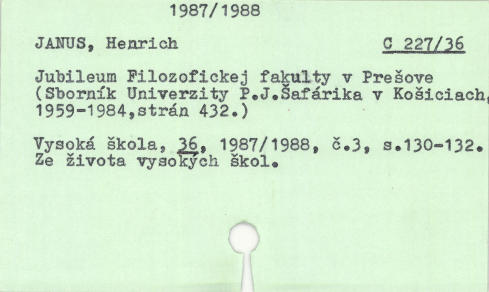 1987/1988
JANUS, Henrich C 227/36
Jubileum Filozofickej fakulty v Prešove
(Sborník Univerzity P.J.Šafárika v Košiciach,
1959-1984,strán 432.)
Vysoká škola, 36, 1987/1988, č.3, s.130-132.
Ze života vysokých škol.